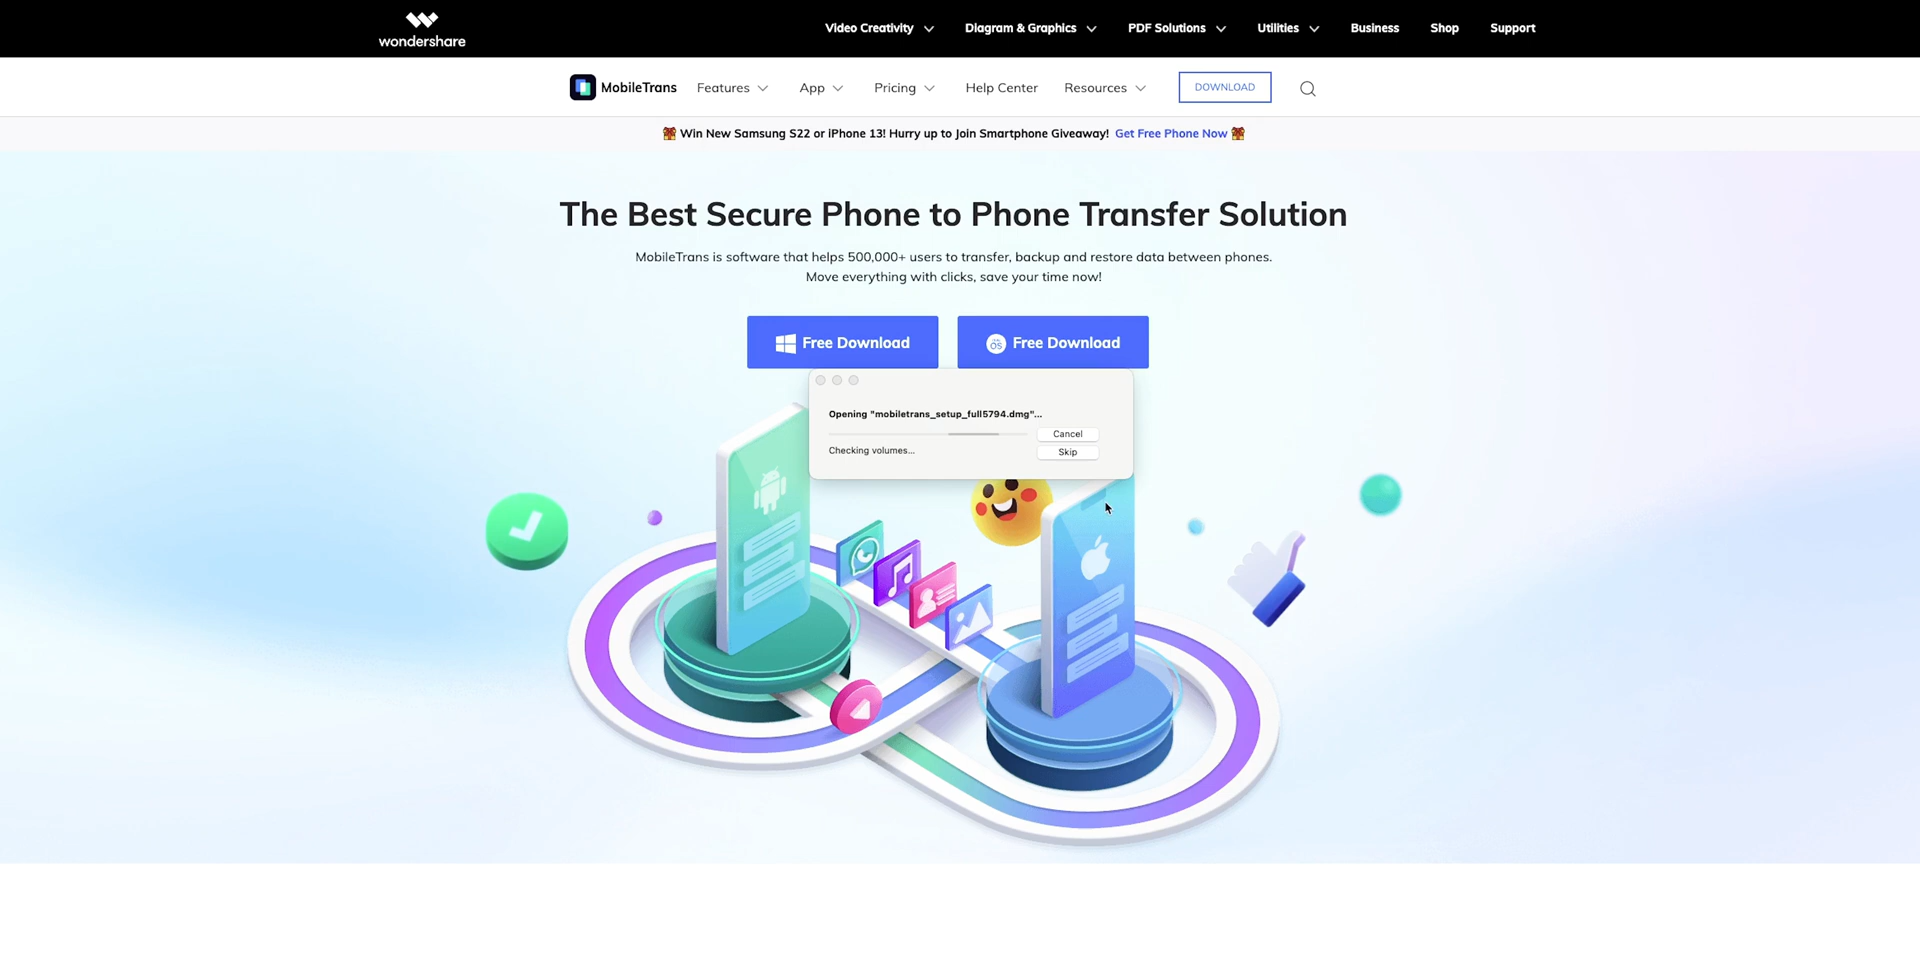 wondershare
Video Creativity
Diagram & Graphics
PDF Solutions
Utilities
Business
Shop
Support
MobileTrans
Features
App
Pricing
Help Center
Resources
DOWNLOAD
Win New Samsung S22 or iPhone 13! Hurry up to Join Smartphone Giveaway! Get Free Phone Now
The Best Secure Phone to Phone Transfer Solution
MobileTrans is software that helps 500,000+ users to transfer, backup and restore data between phones.
Move everything with clicks, save your time now!
Free Download
Free Download
Opening "mobiletrans_setup_full5794.dmg"...
Cancel
Checking volumes...
Skip